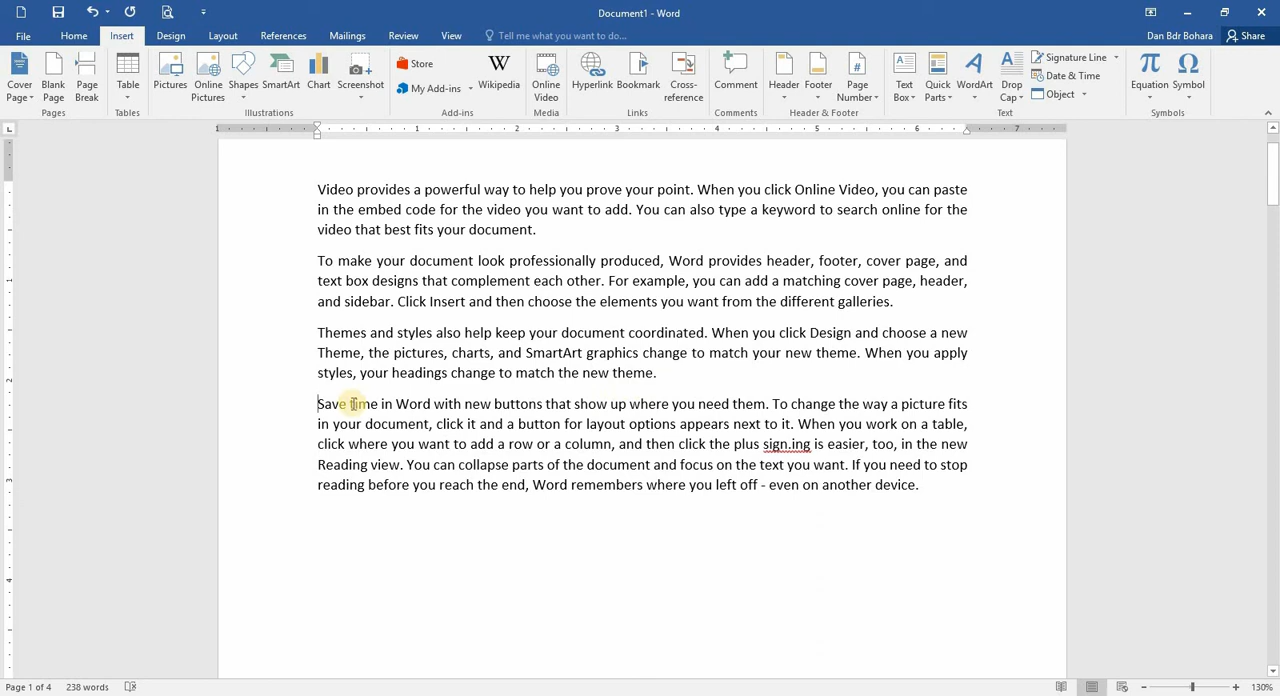 Document1 - Word
File Home Insert Design Layout References Mailings Review View Tell me what you want to do... Dan Bdr Bohara Share
Cover Page Blank Page Page Break Table Pictures Online Pictures Shapes SmartArt Chart Screenshot Store My Add-ins Wikipedia Online Video Hyperlink Bookmark Cross-reference Comment Header Footer Page Number Text Box Quick Parts WordArt Drop Cap Signature Line Date & Time Object Equation Symbol
Pages Tables Illustrations Add-ins Media Links Comments Header & Footer Text Symbols
1 1 2 3 4 5 6 7
Video provides a powerful way to help you prove your point. When you click Online Video, you can paste
in the embed code for the video you want to add. You can also type a keyword to search online for the
video that best fits your document.
To make your document look professionally produced, Word provides header, footer, cover page, and
text box designs that complement each other. For example, you can add a matching cover page, header,
and sidebar. Click Insert and then choose the elements you want from the different galleries.
Themes and styles also help keep your document coordinated. When you click Design and choose a new
Theme, the pictures, charts, and SmartArt graphics change to match your new theme. When you apply
styles, your headings change to match the new theme.
Save time in Word with new buttons that show up where you need them. To change the way a picture fits
in your document, click it and a button for layout options appears next to it. When you work on a table,
click where you want to add a row or a column, and then click the plus sign.ing is easier, too, in the new
Reading view. You can collapse parts of the document and focus on the text you want. If you need to stop
reading before you reach the end, Word remembers where you left off - even on another device.
1
2
3
4
Page 1 of 4 238 words 130%